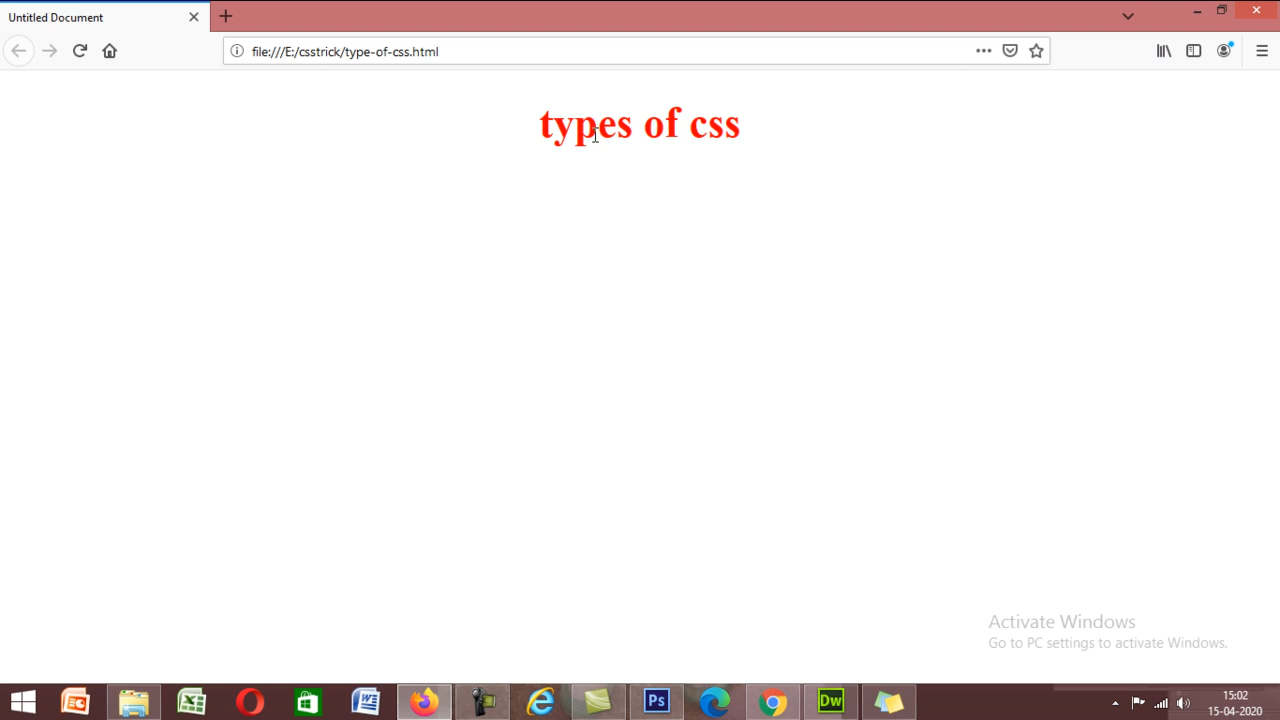 Untitled Document
file:///E:/csstrick/type-of-css.html
types of css
Activate Windows
Go to PC settings to activate Windows.
Ps
Dw
15:02
15-04-2020